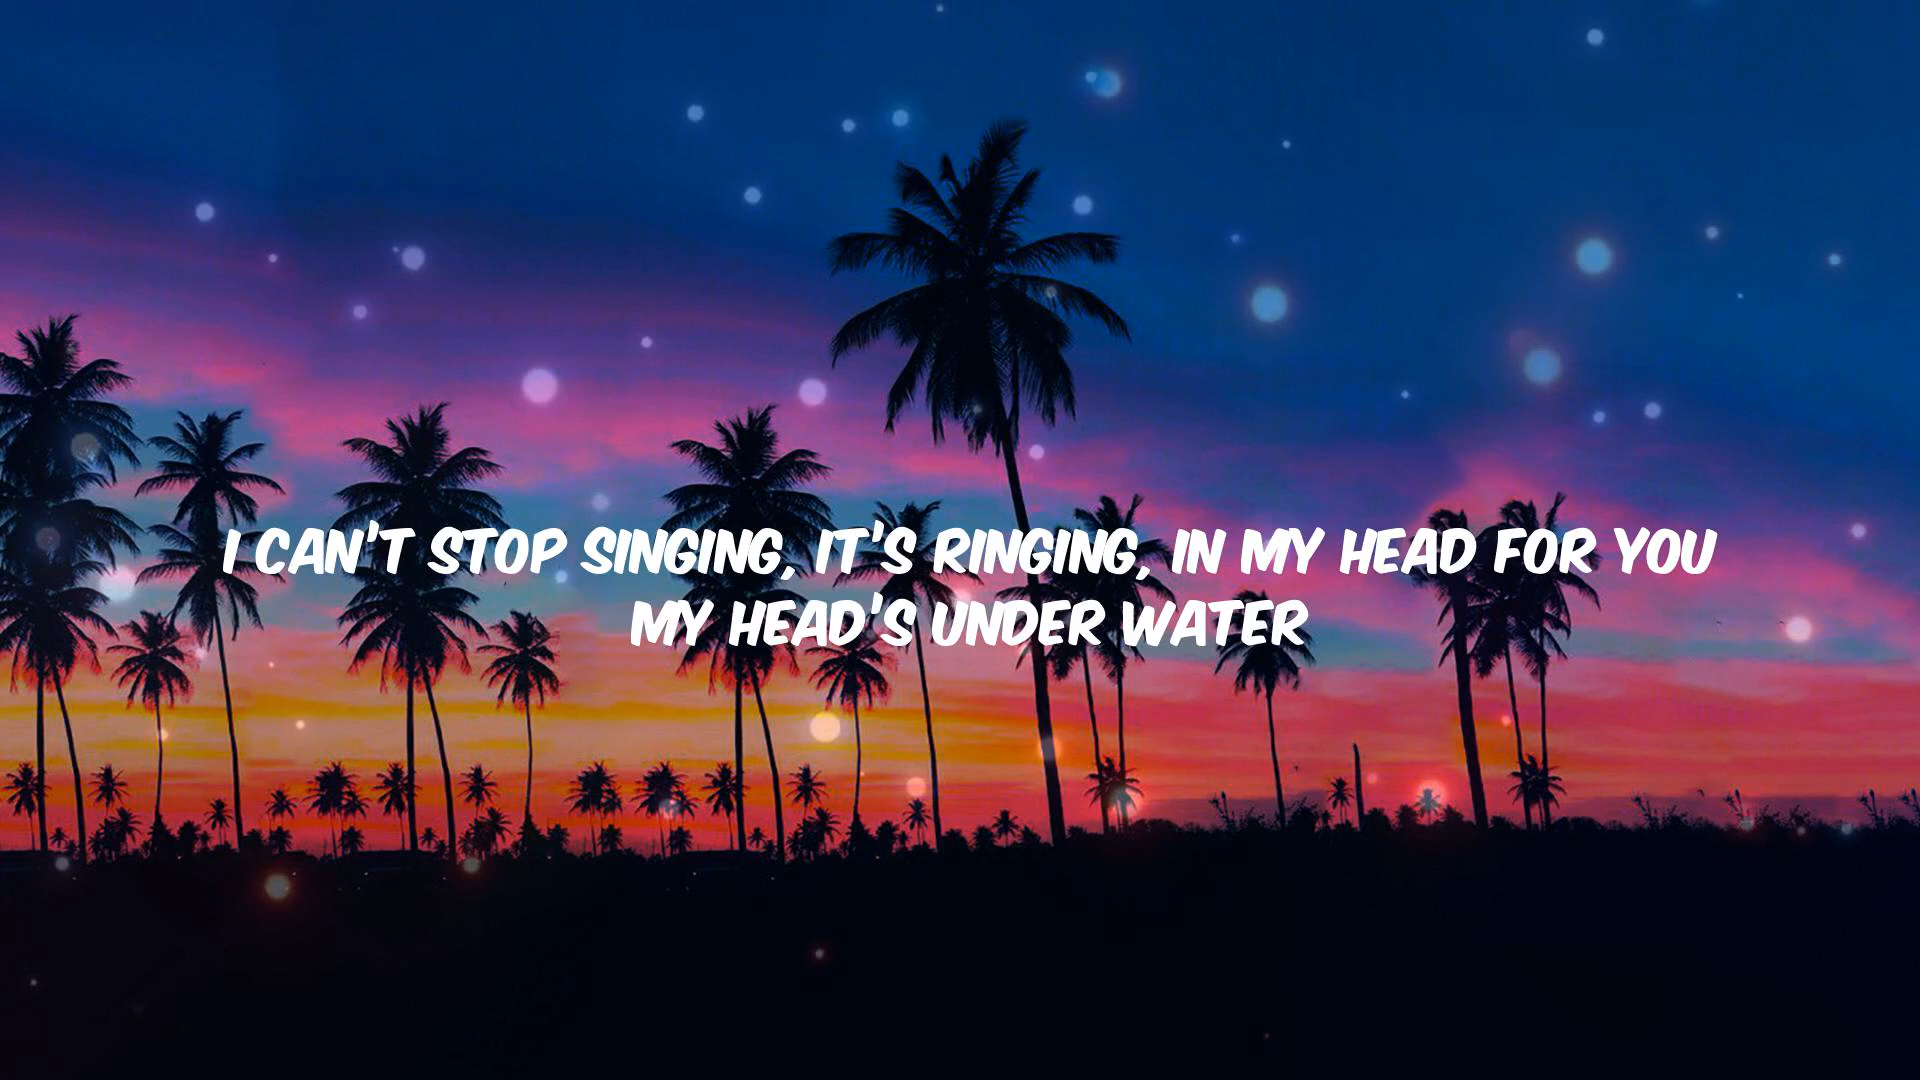 I CAN'T STOP SINGING, IT'S RINGING, IN MY HEAD FOR YOU
MY HEAD'S UNDER WATER